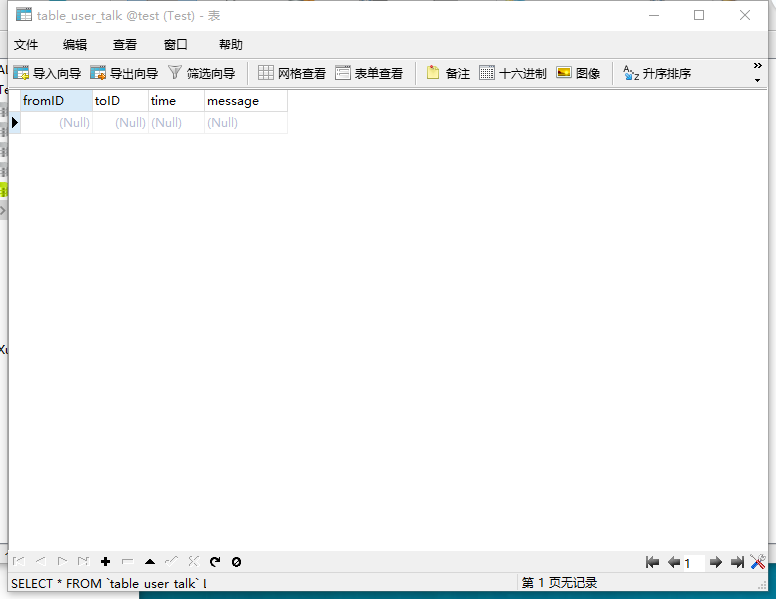 table_user_talk @test (Test) - 表
文件 编辑 查看 窗口 帮助
导入向导 导出向导 筛选向导 网格查看 表单查看 备注 十六进制 图像 升序排序
fromID toID time message
(Null) (Null) (Null) (Null)
1
SELECT * FROM `table_user_talk` l
第 1 页无记录